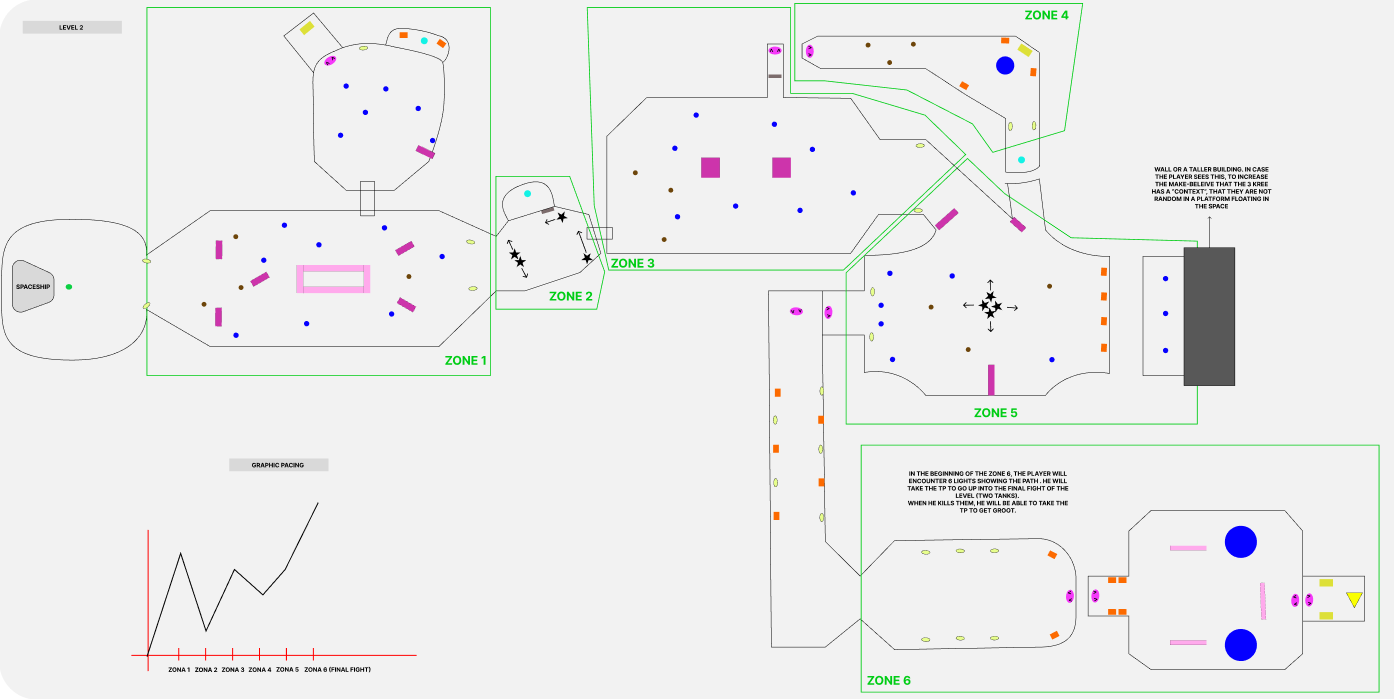 LEVEL 2
ZONE 4
WALL OR A TALLER BUILDING, IN CASE
THE PLAYER SEES THIS, TO INCREASE
THE MAKE-BELEIVE THAT THE 3 KREE
HAS A "CONTEXT", THAT THEY ARE NOT
RANDOM IN A PLATFORM FLOATING IN
THE SPACE
SPACESHIP
ZONE 3
ZONE 2
ZONE 1
ZONE 5
GRAPHIC PACING
IN THE BEGINNING OF THE ZONE 6, THE PLAYER WILL
ENCOUNTER 6 LIGHTS SHOWING THE PATH . HE WILL
TAKE THE TP TO GO UP INTO THE FINAL FIGHT OF THE
LEVEL (TWO TANKS).
WHEN HE KILLS THEM, HE WILL BE ABLE TO TAKE THE
TP TO GET GROOT.
ZONA 1 ZONA 2 ZONA 3 ZONA 4 ZONA 5 ZONA 6 (FINAL FIGHT)
ZONE 6